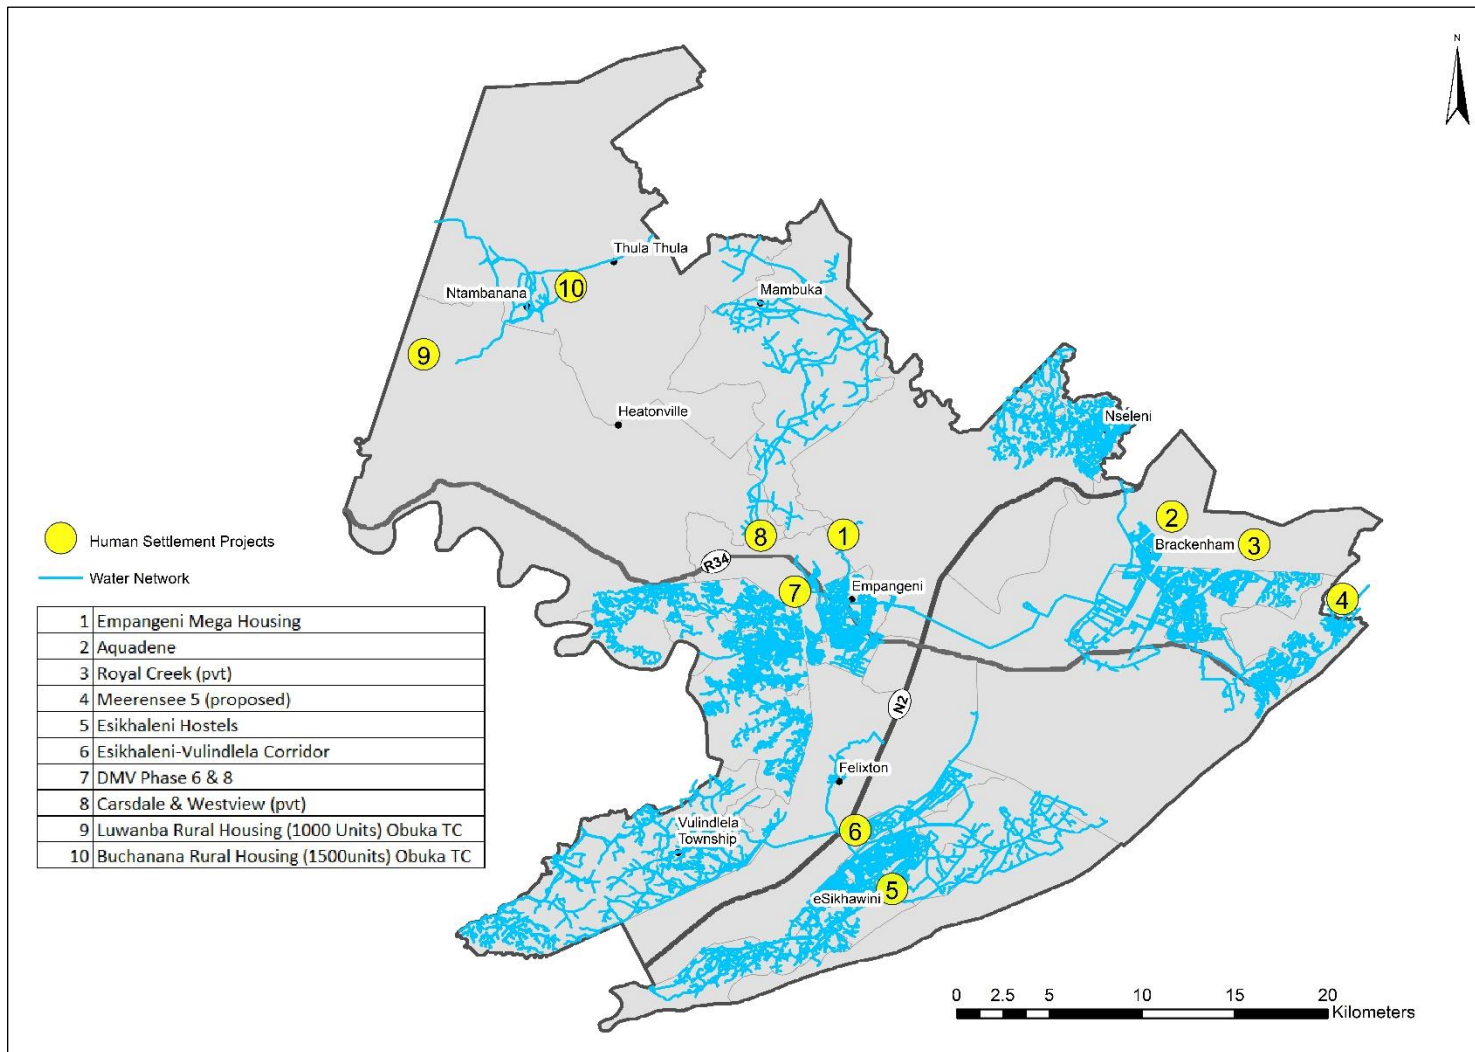 N
Thula Thula
10
Ntambanana
Mambuka
9
Heatonville
Nseleni
8
1
2
Brackenham
3
R34
7
Empangeni
4
N2
Felixton
6
Vulindlela
Township
5
eSikhawini
Human Settlement Projects
Water Network
1 Empangeni Mega Housing
2 Aquadene
3 Royal Creek (pvt)
4 Meerensee 5 (proposed)
5 Esikhaleni Hostels
6 Esikhaleni-Vulindlela Corridor
7 DMV Phase 6 & 8
8 Carsdale & Westview (pvt)
9 Luwanba Rural Housing (1000 Units) Obuka TC
10 Buchanana Rural Housing (1500units) Obuka TC
0 2.5 5 10 15 20
Kilometers